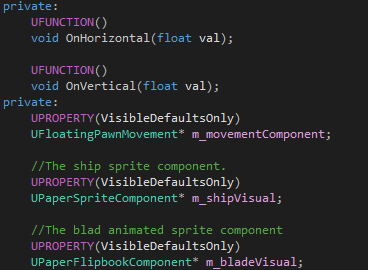 private:
UFUNCTION()
void OnHorizontal(float val);
UFUNCTION()
void OnVertical(float val);
private:
UPROPERTY(VisibleDefaultsOnly)
UFloatingPawnMovement* m_movementComponent;
//The ship sprite component.
UPROPERTY(VisibleDefaultsOnly)
UPaperSpriteComponent* m_shipVisual;
//The blad animated sprite component
UPROPERTY(VisibleDefaultsOnly)
UPaperFlipbookComponent* m_bladeVisual;